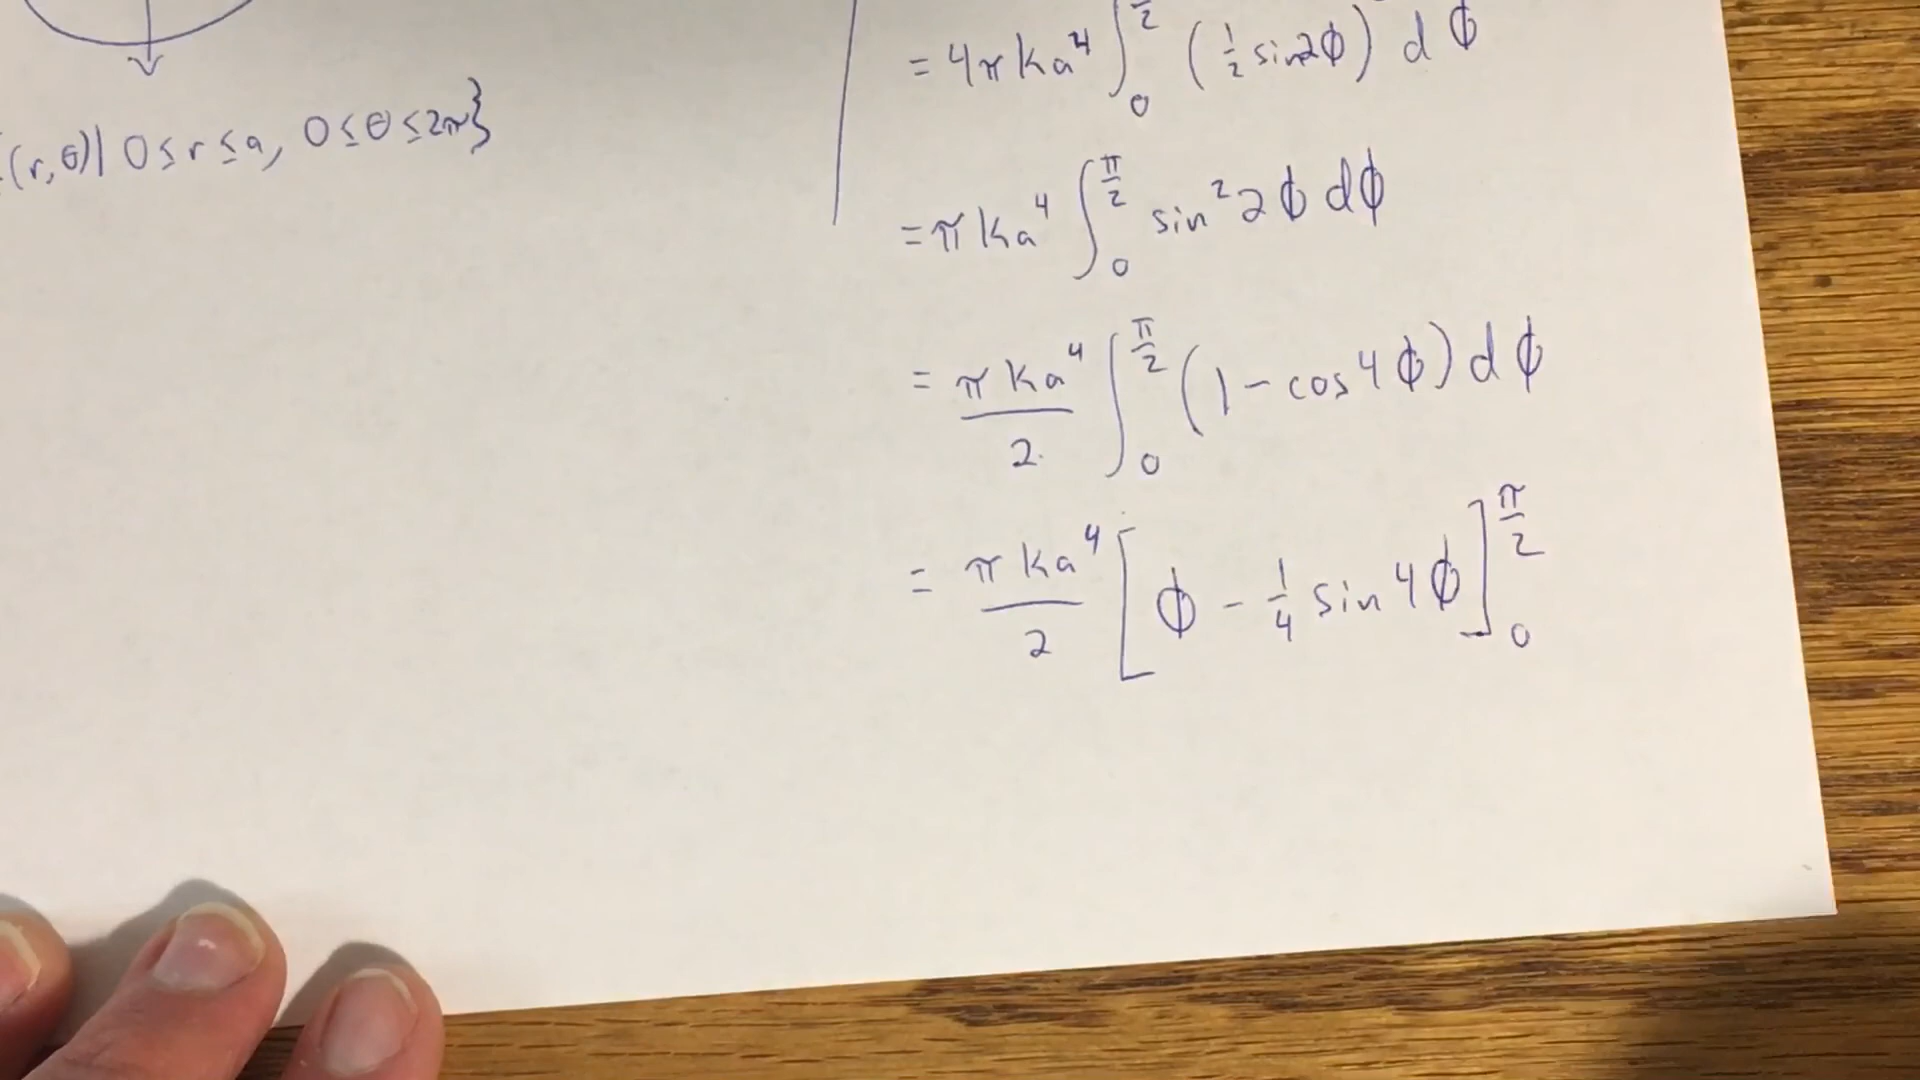 (r,θ)| 0≤r≤a, 0≤θ≤2π}
= 4πka⁴ ∫₀^{π/2} (½ sin2ϕ) dϕ
= πka⁴ ∫₀^{π/2} sin²2ϕ dϕ
= πka⁴/2 ∫₀^{π/2} (1 - cos4ϕ) dϕ
= πka⁴/2 [ϕ - ¼ sin4ϕ]₀^{π/2}